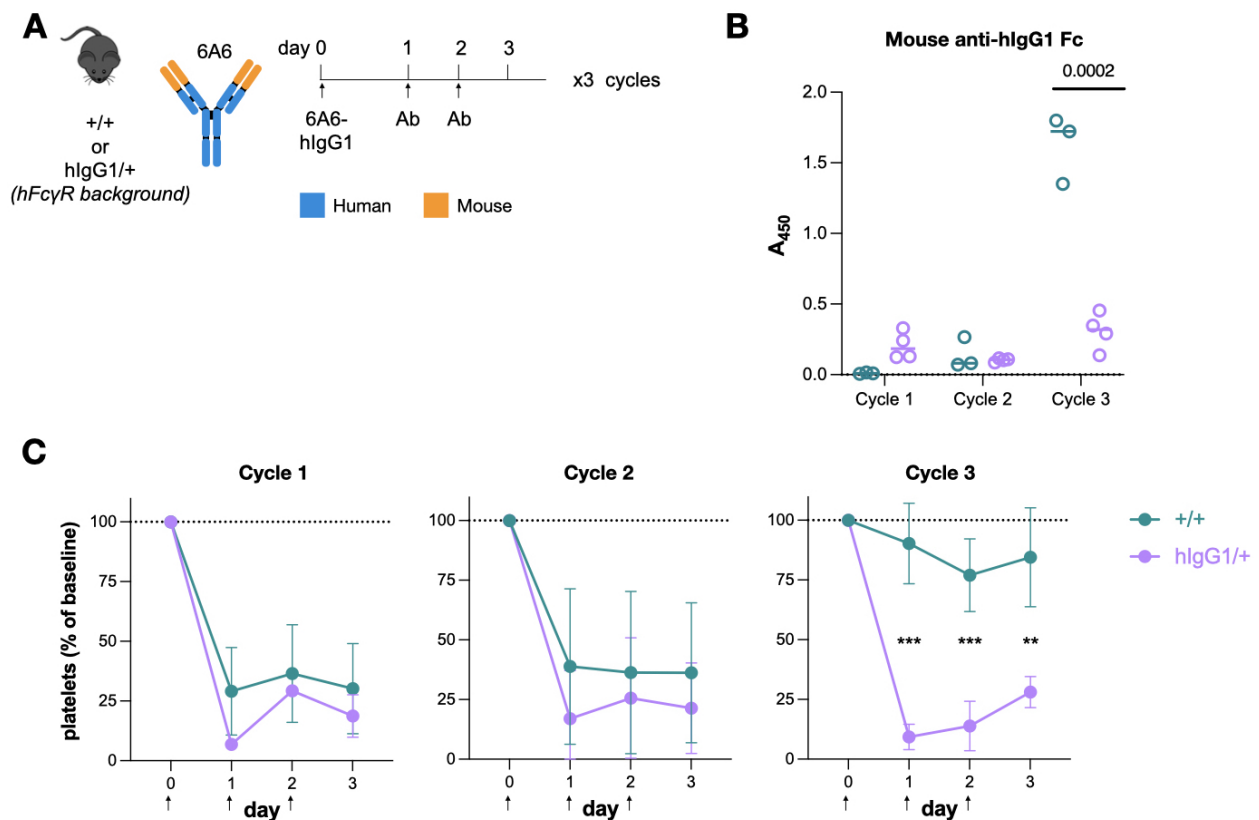 A
6A6
day 0 1 2 3
x3 cycles
6A6-
hIgG1
Ab Ab
+/+
or
hIgG1/+
(hFcγR background)
Human Mouse
B
Mouse anti-hIgG1 Fc
0.0002
2.0
1.5
1.0
0.5
0.0
A450
Cycle 1 Cycle 2 Cycle 3
C
Cycle 1
platelets (% of baseline)
100
75
50
25
0
0 1 2 3
day
Cycle 2
100
75
50
25
0
0 1 2 3
day
Cycle 3
100
75
50
25
0
*** *** **
0 1 2 3
day
+/+
hIgG1/+